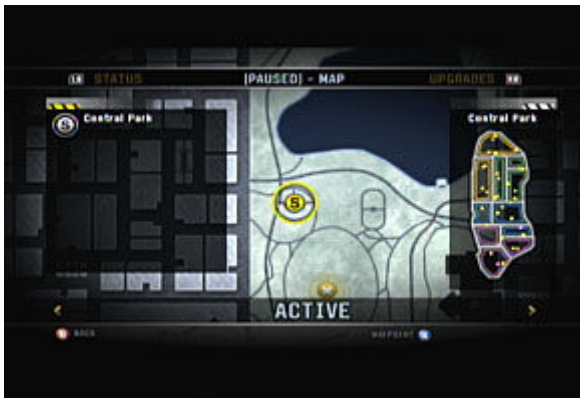 LB STATUS [PAUSED] - MAP UPGRADES RB
S Central Park
Central Park
S
ACTIVE
B BACK WAYPOINT X